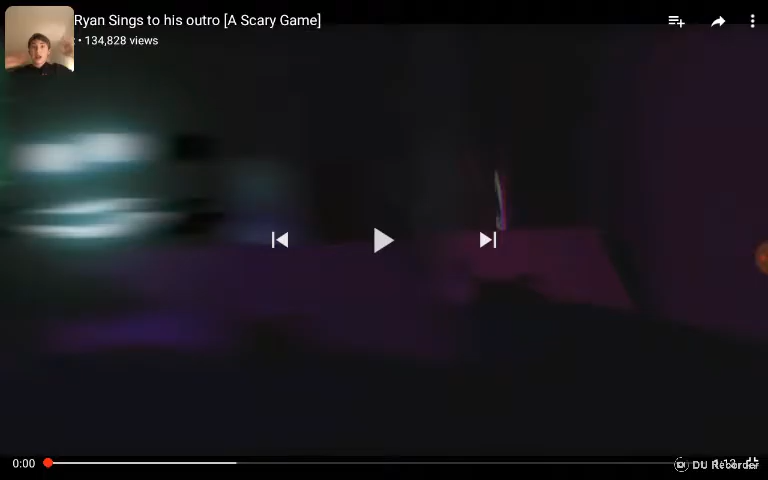 Ryan Sings to his outro [A Scary Game]
• 134,828 views
0:00
DU Recorder